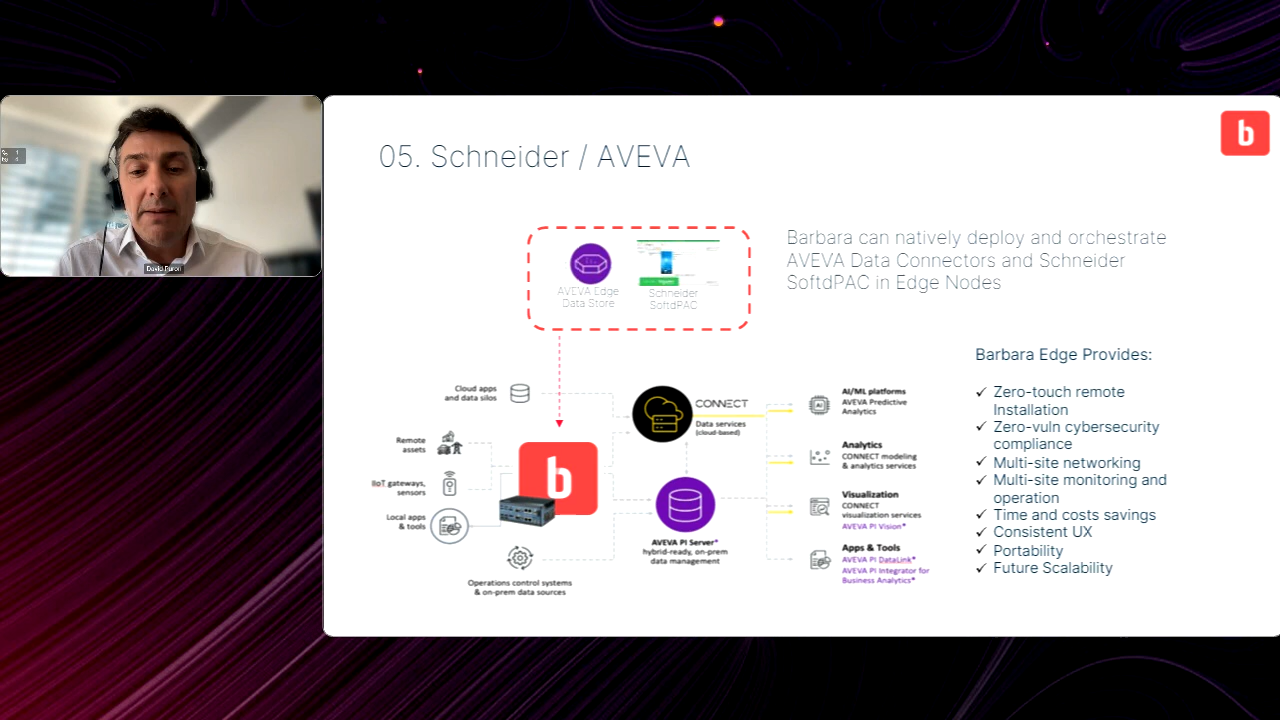 David Puron
05. Schneider / AVEVA
b
AVEVA Edge
Data Store
Schneider
SoftdPAC
Barbara can natively deploy and orchestrate
AVEVA Data Connectors and Schneider
SoftdPAC in Edge Nodes
Cloud apps
and data silos
Remote
assets
IIoT gateways,
sensors
Local apps
& tools
b
Operations control systems
& on-prem data sources
CONNECT
Data services
(cloud-based)
AVEVA PI Server*
hybrid-ready, on-prem
data management
AI/ML platforms
AVEVA Predictive
Analytics
AI
Analytics
CONNECT modeling
& analytics services
Visualization
CONNECT
visualization services
AVEVA PI Vision*
Apps & Tools
AVEVA PI DataLink*
AVEVA PI Integrator for
Business Analytics*
Barbara Edge Provides:
✓ Zero-touch remote
Installation
✓ Zero-vuln cybersecurity
compliance
✓ Multi-site networking
✓ Multi-site monitoring and
operation
✓ Time and costs savings
✓ Consistent UX
✓ Portability
✓ Future Scalability